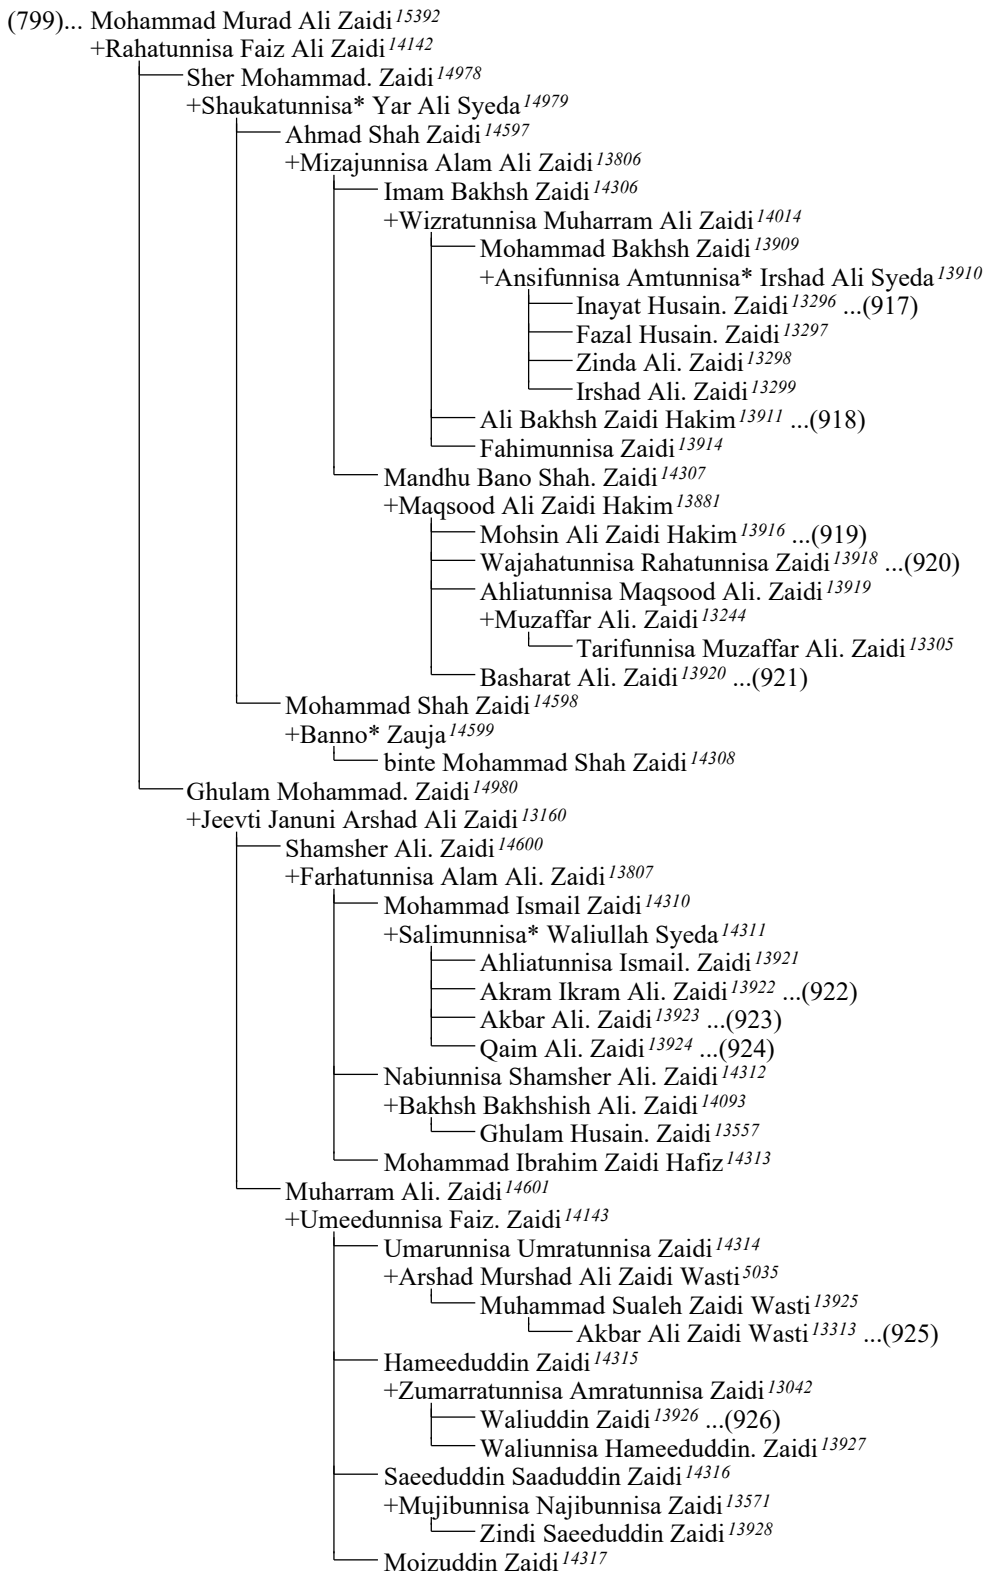 (799)... Mohammad Murad Ali Zaidi 15392
+Rahatunnisa Faiz Ali Zaidi 14142
Sher Mohammad. Zaidi 14978
+Shaukatunnisa* Yar Ali Syeda 14979
Ahmad Shah Zaidi 14597
+Mizajunnisa Alam Ali Zaidi 13806
Imam Bakhsh Zaidi 14306
+Wizratunnisa Muharram Ali Zaidi 14014
Mohammad Bakhsh Zaidi 13909
+Ansifunnisa Amtunnisa* Irshad Ali Syeda 13910
Inayat Husain. Zaidi 13296 ...(917)
Fazal Husain. Zaidi 13297
Zinda Ali. Zaidi 13298
Irshad Ali. Zaidi 13299
Ali Bakhsh Zaidi Hakim 13911 ...(918)
Fahimunnisa Zaidi 13914
Mandhu Bano Shah. Zaidi 14307
+Maqsood Ali Zaidi Hakim 13881
Mohsin Ali Zaidi Hakim 13916 ...(919)
Wajahatunnisa Rahatunnisa Zaidi 13918 ...(920)
Ahliatunnisa Maqsood Ali. Zaidi 13919
+Muzaffar Ali. Zaidi 13244
Tarifunnisa Muzaffar Ali. Zaidi 13305
Basharat Ali. Zaidi 13920 ...(921)
Mohammad Shah Zaidi 14598
+Banno* Zauja 14599
binte Mohammad Shah Zaidi 14308
Ghulam Mohammad. Zaidi 14980
+Jeevti Januni Arshad Ali Zaidi 13160
Shamsher Ali. Zaidi 14600
+Farhatunnisa Alam Ali. Zaidi 13807
Mohammad Ismail Zaidi 14310
+Salimunnisa* Waliullah Syeda 14311
Ahliatunnisa Ismail. Zaidi 13921
Akram Ikram Ali. Zaidi 13922 ...(922)
Akbar Ali. Zaidi 13923 ...(923)
Qaim Ali. Zaidi 13924 ...(924)
Nabiunnisa Shamsher Ali. Zaidi 14312
+Bakhsh Bakhshish Ali. Zaidi 14093
Ghulam Husain. Zaidi 13557
Mohammad Ibrahim Zaidi Hafiz 14313
Muharram Ali. Zaidi 14601
+Umeedunnisa Faiz. Zaidi 14143
Umarunnisa Umratunnisa Zaidi 14314
+Arshad Murshad Ali Zaidi Wasti 5035
Muhammad Sualeh Zaidi Wasti 13925
Akbar Ali Zaidi Wasti 13313 ...(925)
Hameeduddin Zaidi 14315
+Zumarratunnisa Amratunnisa Zaidi 13042
Waliuddin Zaidi 13926 ...(926)
Waliunnisa Hameeduddin. Zaidi 13927
Saeeduddin Saaduddin Zaidi 14316
+Mujibunnisa Najibunnisa Zaidi 13571
Zindi Saeeduddin Zaidi 13928
Moizuddin Zaidi 14317